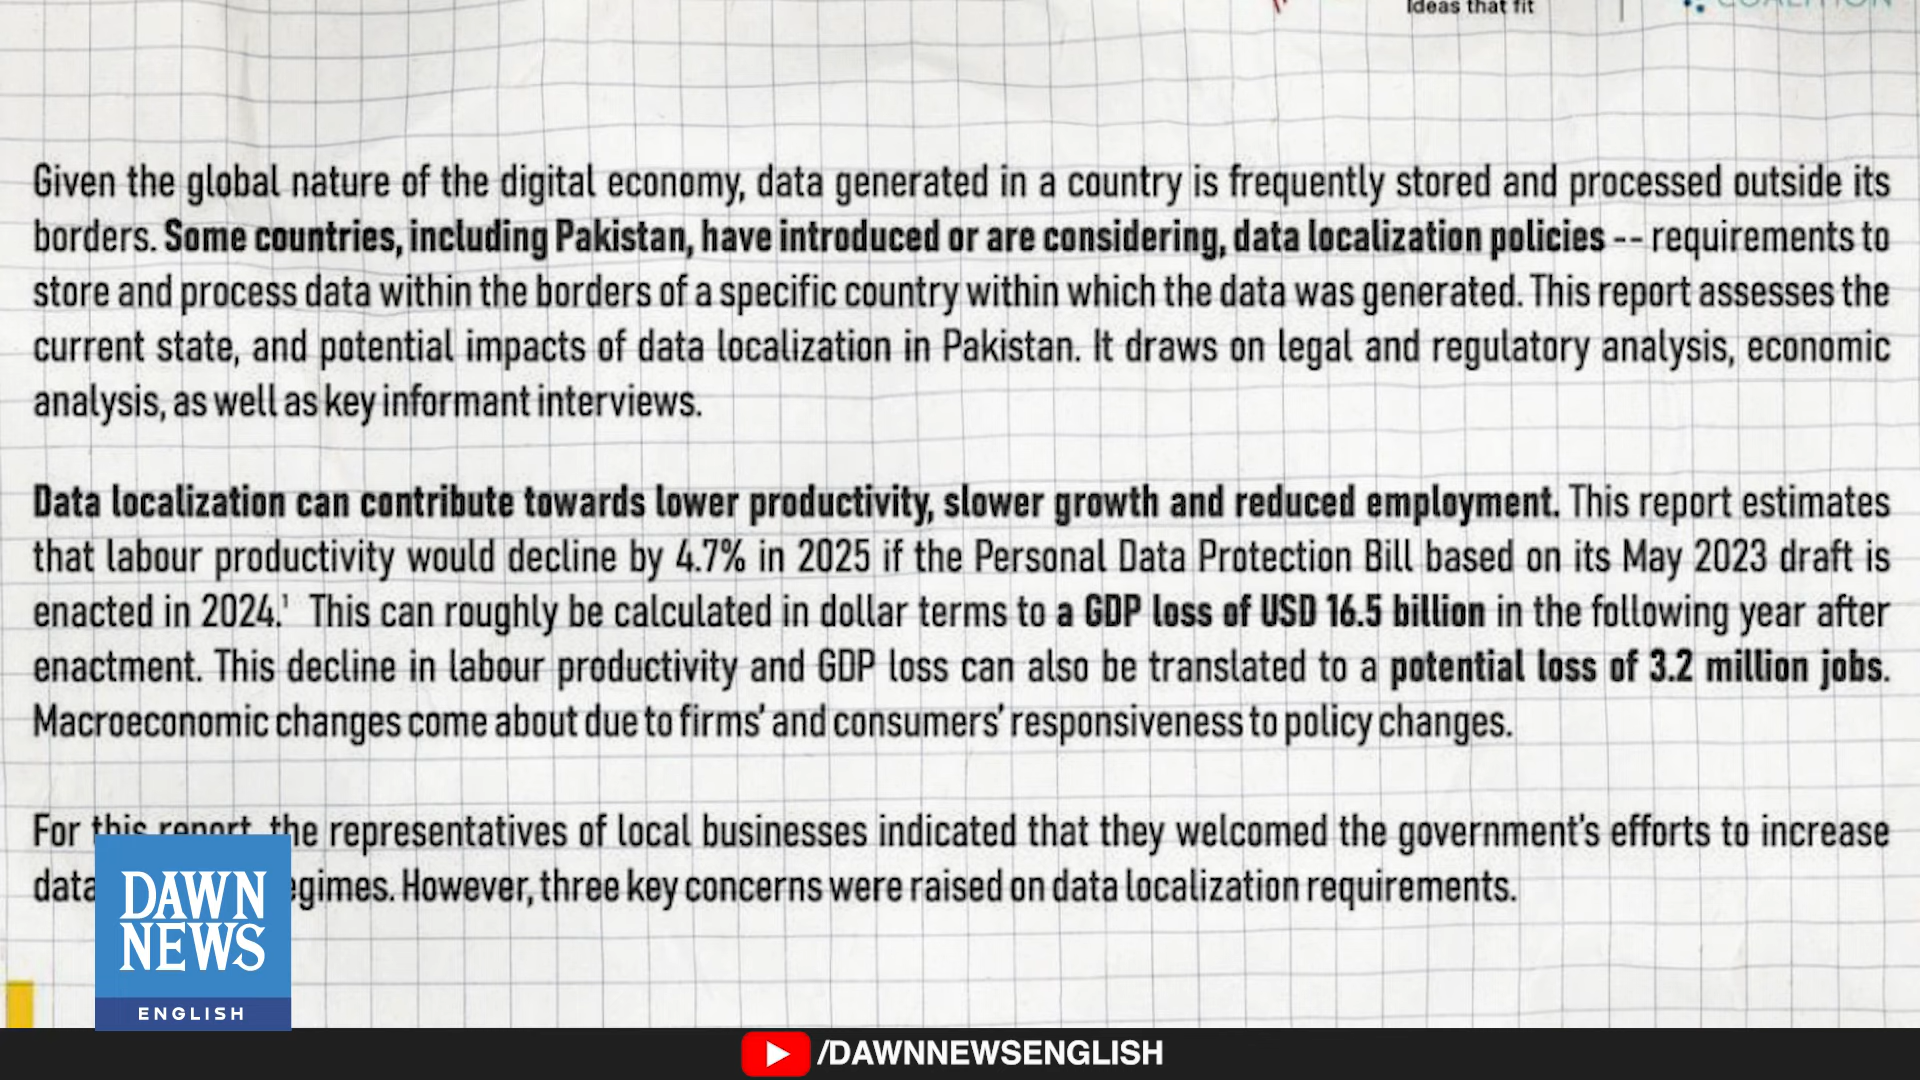 Ideas that fit
COALITION
Given the global nature of the digital economy, data generated in a country is frequently stored and processed outside its
borders. Some countries, including Pakistan, have introduced or are considering, data localization policies -- requirements to
store and process data within the borders of a specific country within which the data was generated. This report assesses the
current state, and potential impacts of data localization in Pakistan. It draws on legal and regulatory analysis, economic
analysis, as well as key informant interviews.
Data localization can contribute towards lower productivity, slower growth and reduced employment. This report estimates
that labour productivity would decline by 4.7% in 2025 if the Personal Data Protection Bill based on its May 2023 draft is
enacted in 2024.¹ This can roughly be calculated in dollar terms to a GDP loss of USD 16.5 billion in the following year after
enactment. This decline in labour productivity and GDP loss can also be translated to a potential loss of 3.2 million jobs.
Macroeconomic changes come about due to firms' and consumers' responsiveness to policy changes.
For this report, the representatives of local businesses indicated that they welcomed the government's efforts to increase
data egimes. However, three key concerns were raised on data localization requirements.
DAWN
NEWS
ENGLISH
/DAWNNEWSENGLISH